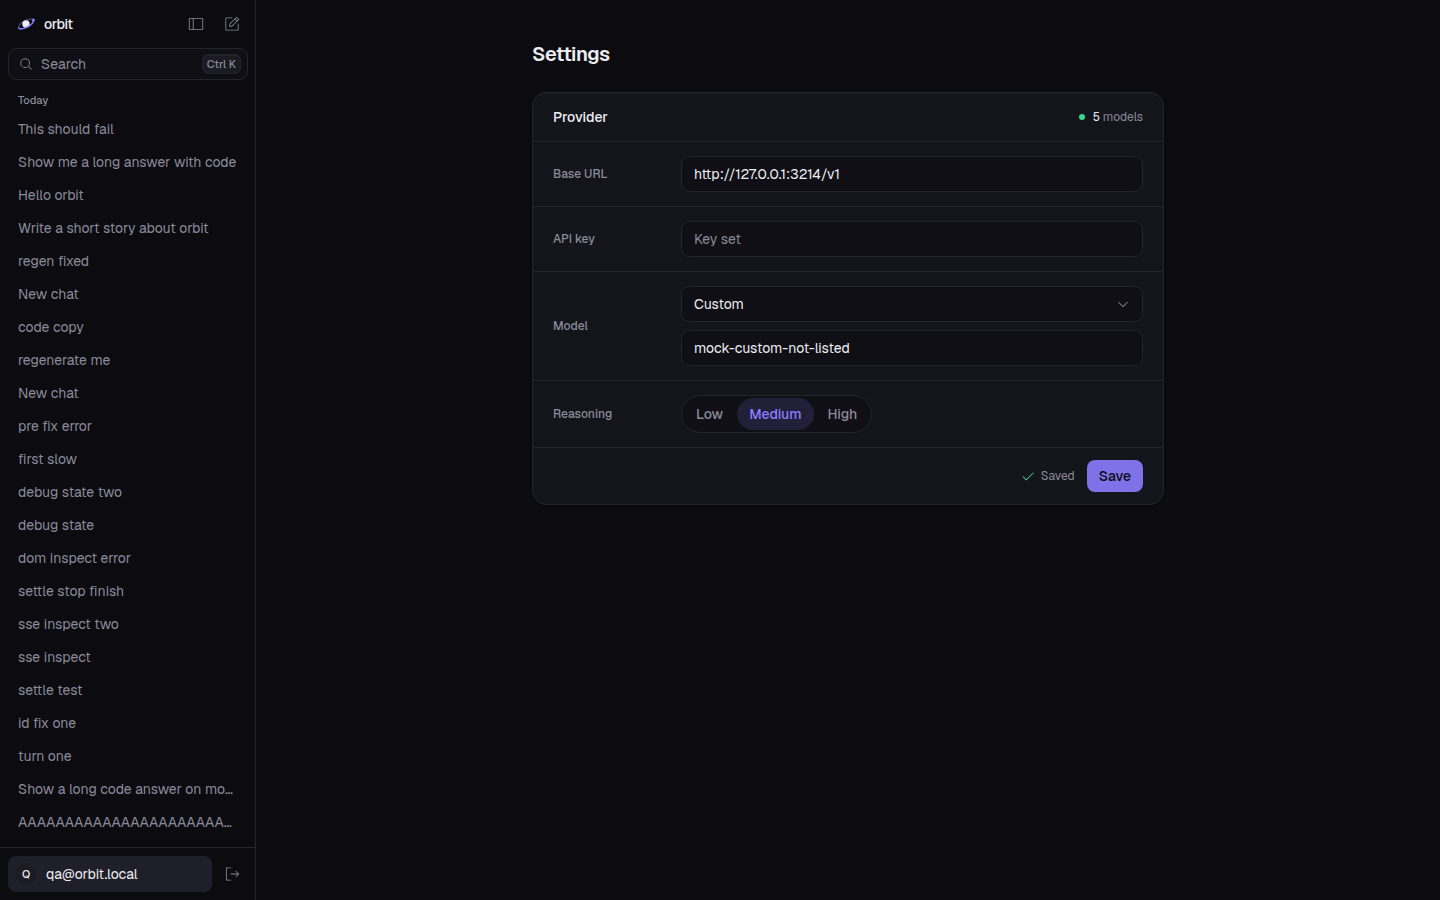 orbit
Search Ctrl K
Today
This should fail
Show me a long answer with code
Hello orbit
Write a short story about orbit
regen fixed
New chat
code copy
regenerate me
New chat
pre fix error
first slow
debug state two
debug state
dom inspect error
settle stop finish
sse inspect two
sse inspect
settle test
id fix one
turn one
Show a long code answer on mo...
AAAAAAAAAAAAAAAAAAAAAA...
Q qa@orbit.local
Settings
Provider 5 models
Base URL http://127.0.0.1:3214/v1
API key Key set
Model Custom
mock-custom-not-listed
Reasoning Low Medium High
Saved Save